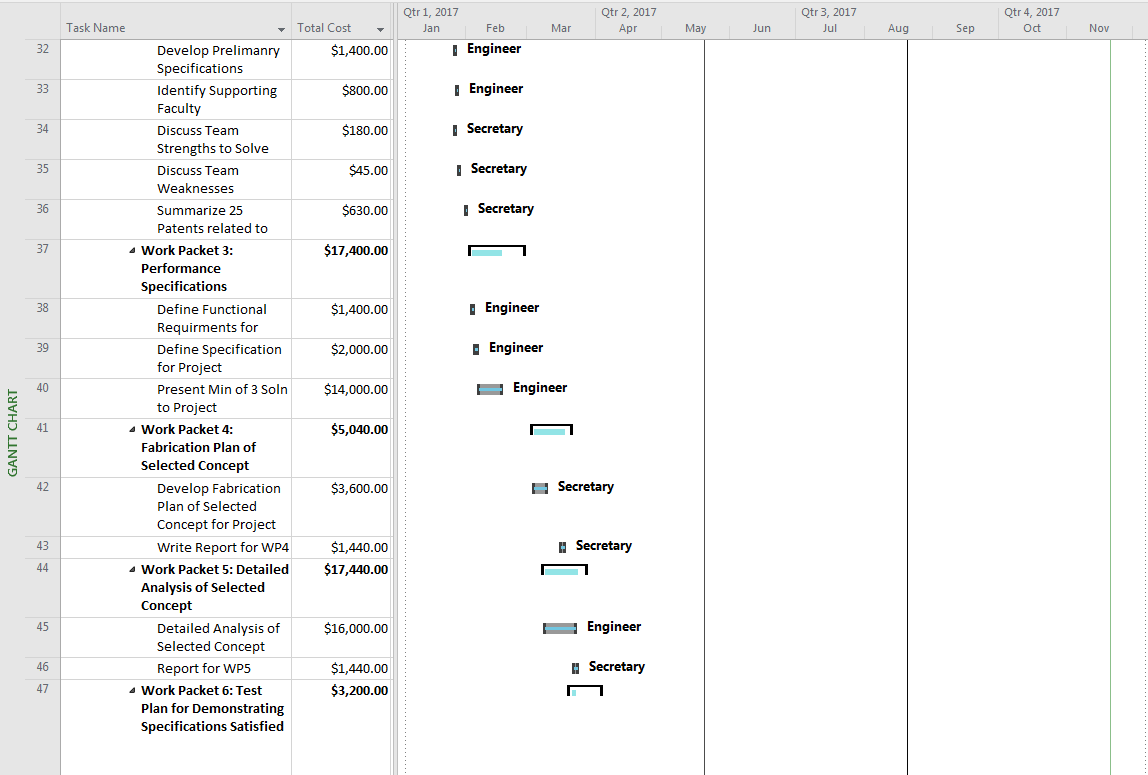 Task Name Total Cost
Qtr 1, 2017 Qtr 2, 2017 Qtr 3, 2017 Qtr 4, 2017
Jan Feb Mar Apr May Jun Jul Aug Sep Oct Nov
GANTT CHART
32 Develop Prelimanry $1,400.00 Engineer
Specifications
33 Identify Supporting $800.00 Engineer
Faculty
34 Discuss Team $180.00 Secretary
Strengths to Solve
35 Discuss Team $45.00 Secretary
Weaknesses
36 Summarize 25 $630.00 Secretary
Patents related to
37 Work Packet 3: $17,400.00
Performance
Specifications
38 Define Functional $1,400.00 Engineer
Requirments for
39 Define Specification $2,000.00 Engineer
for Project
40 Present Min of 3 Soln $14,000.00 Engineer
to Project
41 Work Packet 4: $5,040.00
Fabrication Plan of
Selected Concept
42 Develop Fabrication $3,600.00 Secretary
Plan of Selected
Concept for Project
43 Write Report for WP4 $1,440.00 Secretary
44 Work Packet 5: Detailed $17,440.00
Analysis of Selected
Concept
45 Detailed Analysis of $16,000.00 Engineer
Selected Concept
46 Report for WP5 $1,440.00 Secretary
47 Work Packet 6: Test $3,200.00
Plan for Demonstrating
Specifications Satisfied